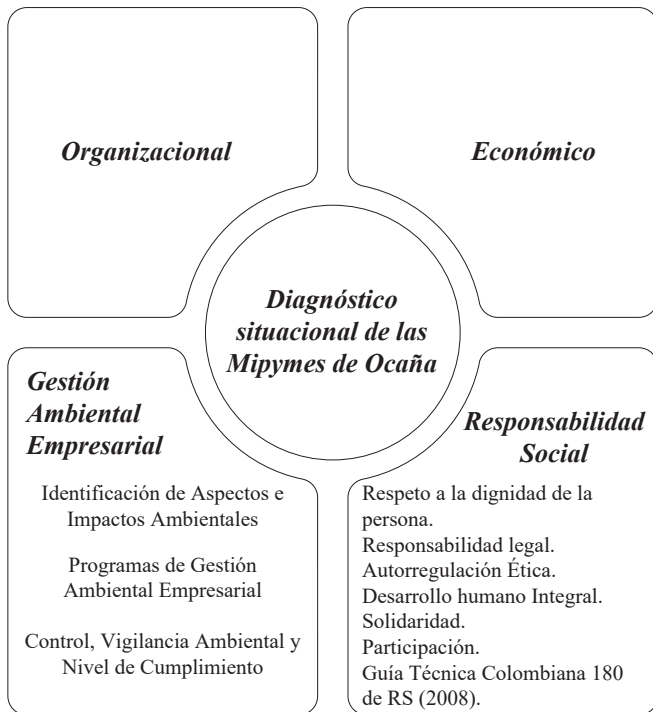 Organizacional
Económico
Diagnóstico
situacional de las
Mipymes de Ocaña
Gestión
Ambiental
Empresarial
Identificación de Aspectos e
Impactos Ambientales
Programas de Gestión
Ambiental Empresarial
Control, Vigilancia Ambiental y
Nivel de Cumplimiento
Responsabilidad
Social
Respeto a la dignidad de la
persona.
Responsabilidad legal.
Autorregulación Ética.
Desarrollo humano Integral.
Solidaridad.
Participación.
Guía Técnica Colombiana 180
de RS (2008).